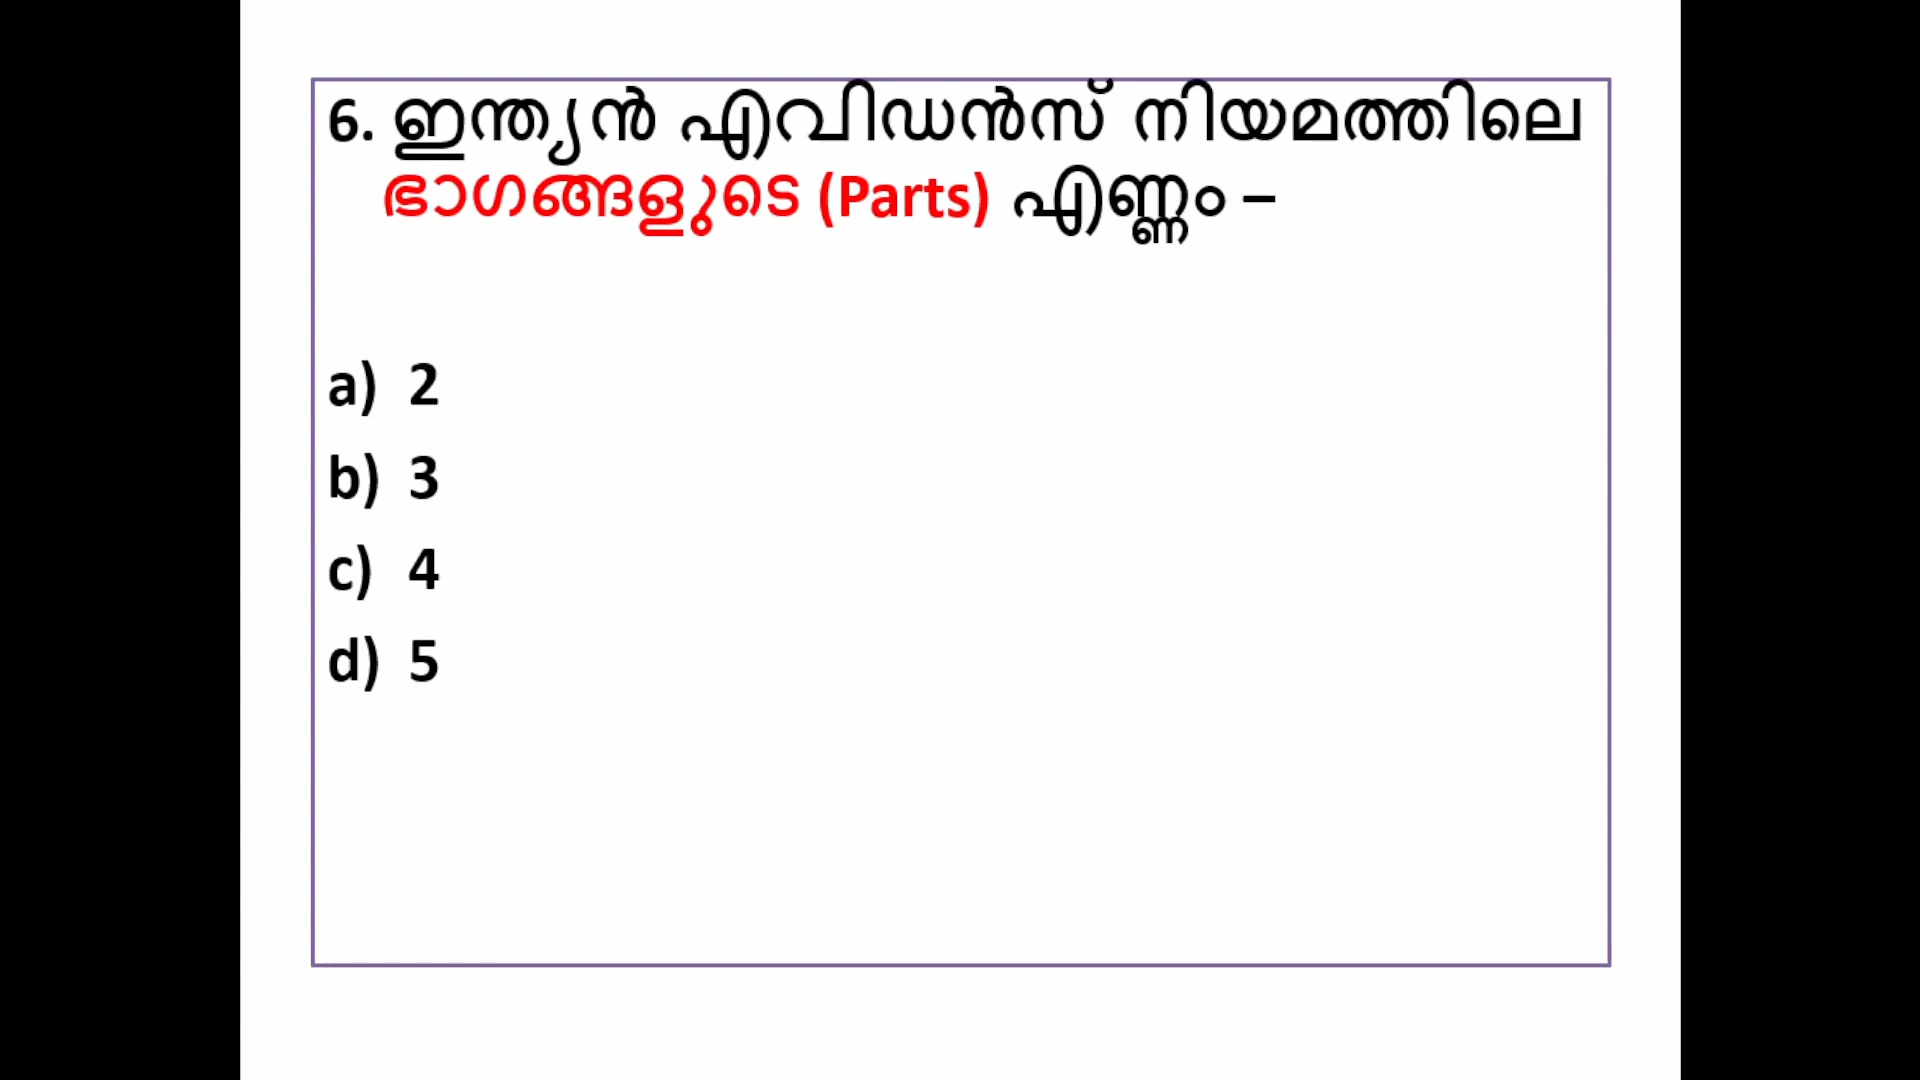 6. ഇന്ത്യൻ എവിഡൻസ് നിയമത്തിലെ
ഭാഗങ്ങളുടെ (Parts) എണ്ണം –
a) 2
b) 3
c) 4
d) 5